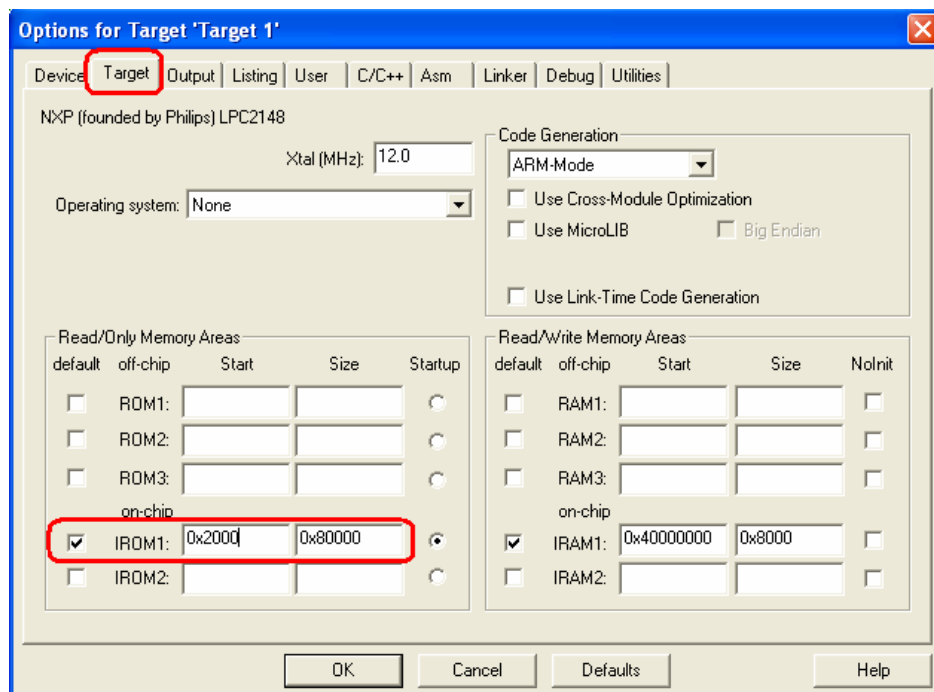 Options for Target 'Target 1'
Device Target Output Listing User C/C++ Asm Linker Debug Utilities
NXP (founded by Philips) LPC2148
Xtal (MHz): 12.0
Operating system: None
Code Generation
ARM-Mode
Use Cross-Module Optimization
Use MicroLIB Big Endian
Use Link-Time Code Generation
Read/Only Memory Areas
default off-chip Start Size Startup
ROM1:
ROM2:
ROM3:
on-chip
IROM1: 0x2000 0x80000
IROM2:
Read/Write Memory Areas
default off-chip Start Size NoInit
RAM1:
RAM2:
RAM3:
on-chip
IRAM1: 0x40000000 0x8000
IRAM2:
OK Cancel Defaults Help